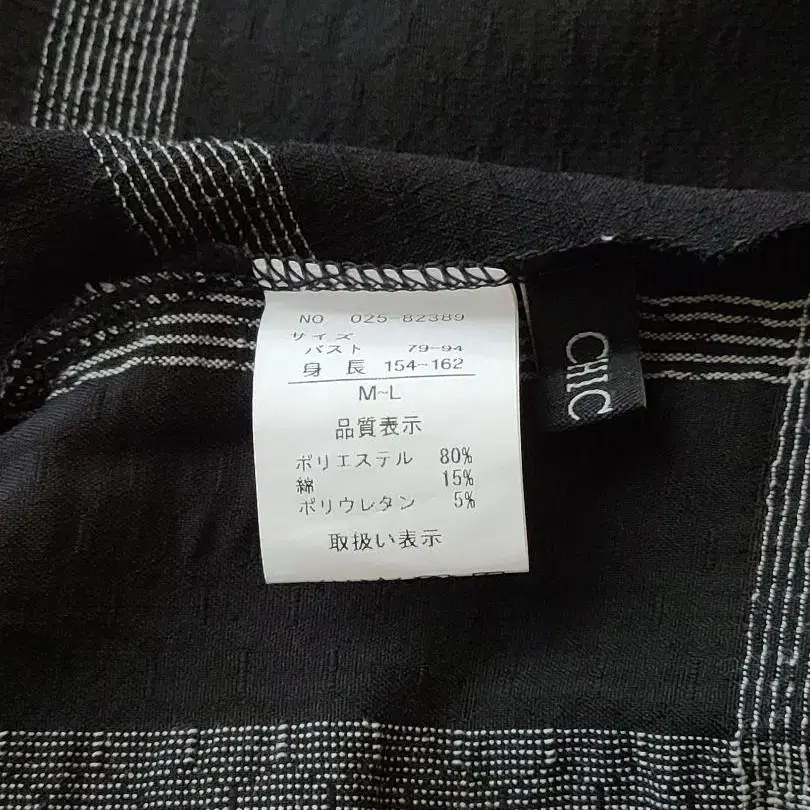 NO 025-82389
サイズ
バスト 79-94
身長 154-162
M~L
品質表示
ポリエステル 80%
綿 15%
ポリウレタン 5%
取扱い表示
CHIC